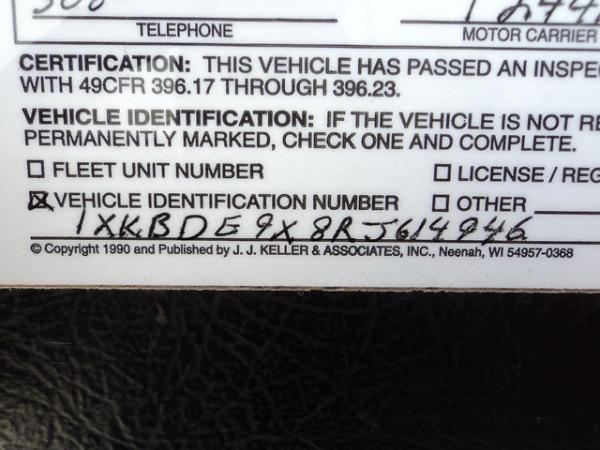 TELEPHONE
MOTOR CARRIER
CERTIFICATION: THIS VEHICLE HAS PASSED AN INSPE
WITH 49CFR 396.17 THROUGH 396.23.
VEHICLE IDENTIFICATION: IF THE VEHICLE IS NOT RE
PERMANENTLY MARKED, CHECK ONE AND COMPLETE.
☐ FLEET UNIT NUMBER ☐ LICENSE / REG
☒ VEHICLE IDENTIFICATION NUMBER ☐ OTHER
1XKBDE9X8RJ614946
© Copyright 1990 and Published by J. J. KELLER & ASSOCIATES, INC., Neenah, WI 54957-0368